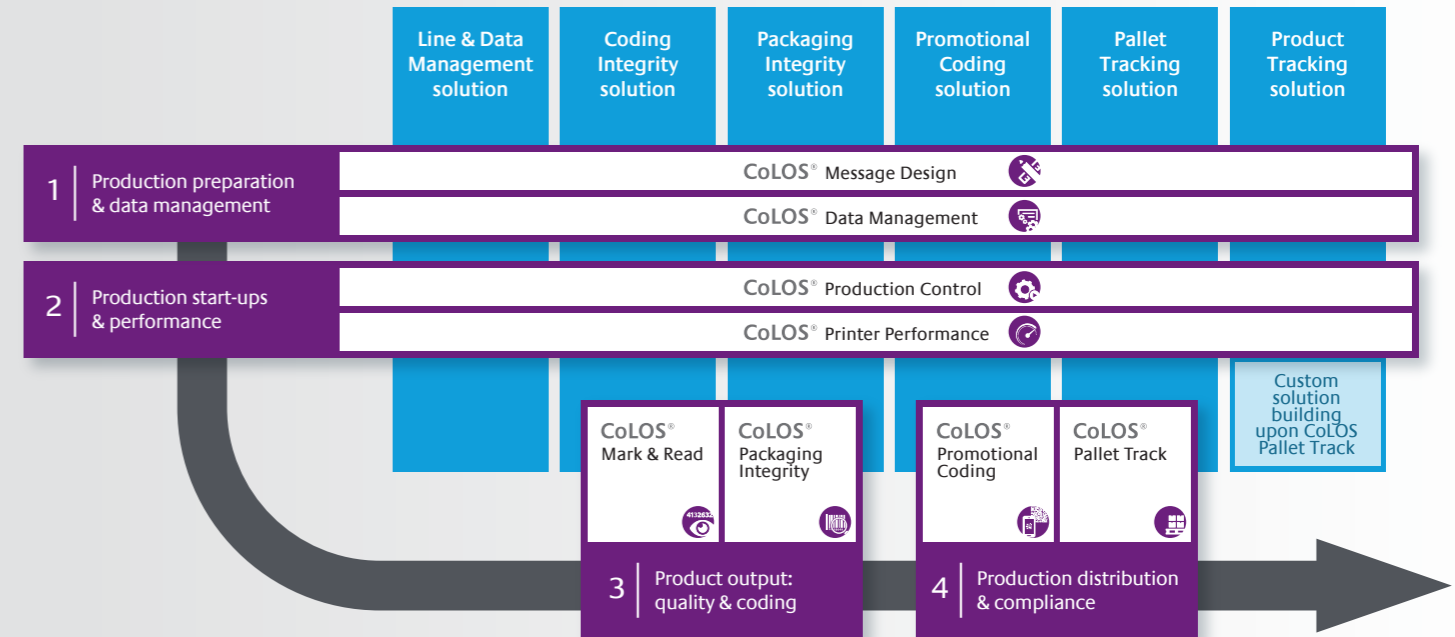 Line & Data
Management
solution
Coding
Integrity
solution
Packaging
Integrity
solution
Promotional
Coding
solution
Pallet
Tracking
solution
Product
Tracking
solution
1
Production preparation
& data management
CoLOS® Message Design
CoLOS® Data Management
2
Production start-ups
& performance
CoLOS® Production Control
CoLOS® Printer Performance
Custom
solution
building
upon CoLOS
Pallet Track
CoLOS®
Mark & Read
4132632
CoLOS®
Packaging
Integrity
CoLOS®
Promotional
Coding
CoLOS®
Pallet Track
3
Product output:
quality & coding
4
Production distribution
& compliance